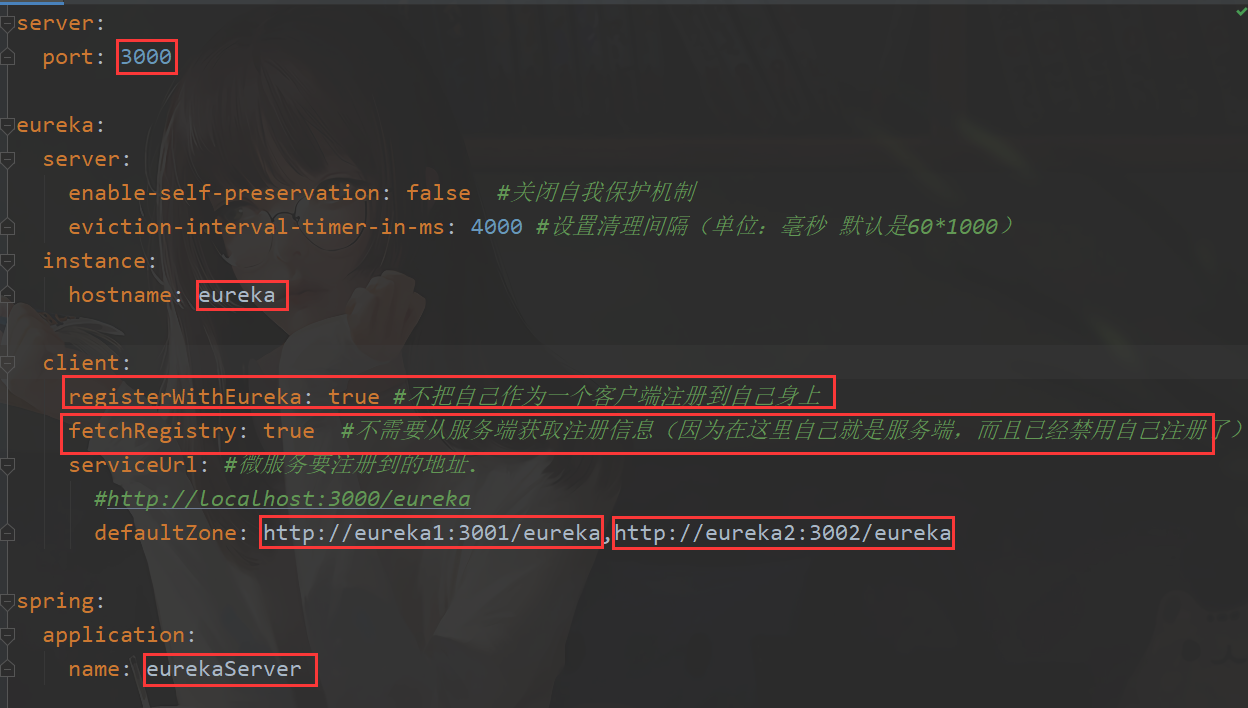 server:
port: 3000
eureka:
server:
enable-self-preservation: false #关闭自我保护机制
eviction-interval-timer-in-ms: 4000 #设置清理间隔（单位：毫秒 默认是60*1000）
instance:
hostname: eureka
client:
registerWithEureka: true #不把自己作为一个客户端注册到自己身上
fetchRegistry: true #不需要从服务端获取注册信息（因为在这里自己就是服务端，而且已经禁用自己注册了）
serviceUrl: #微服务要注册到的地址.
#http://localhost:3000/eureka
defaultZone: http://eureka1:3001/eureka,http://eureka2:3002/eureka
spring:
application:
name: eurekaServer